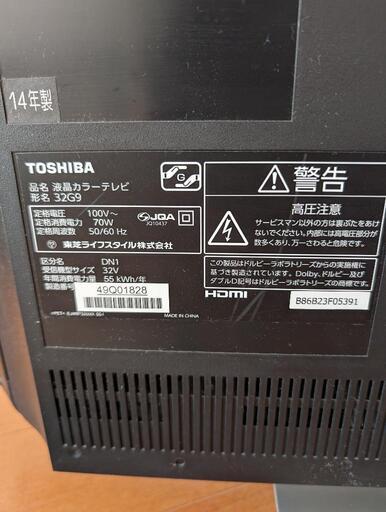 14年製
TOSHIBA
品名 液晶カラーテレビ
形名 32G9
定格電圧 100V～
定格消費電力 70W
定格周波数 50/60 Hz
JQA
JQ10437
東芝ライフスタイル株式会社
区分名 DN1
受信機型サイズ 32V
年間消費電力量 55 kWh/年
製造番号 49Q01828
MADE IN CHINA
警告
高圧注意
サービスマン以外の方は、裏ぶたをあけないでください。内部には高電圧部分が数多くあり、万一さわると危険です。
この製品はドルビーラボラトリーズからの実施権に基づき製造されています。Dolby、ドルビー及びダブルD記号はドルビーラボラトリーズの商標です。
HDMI
B86B23F05391